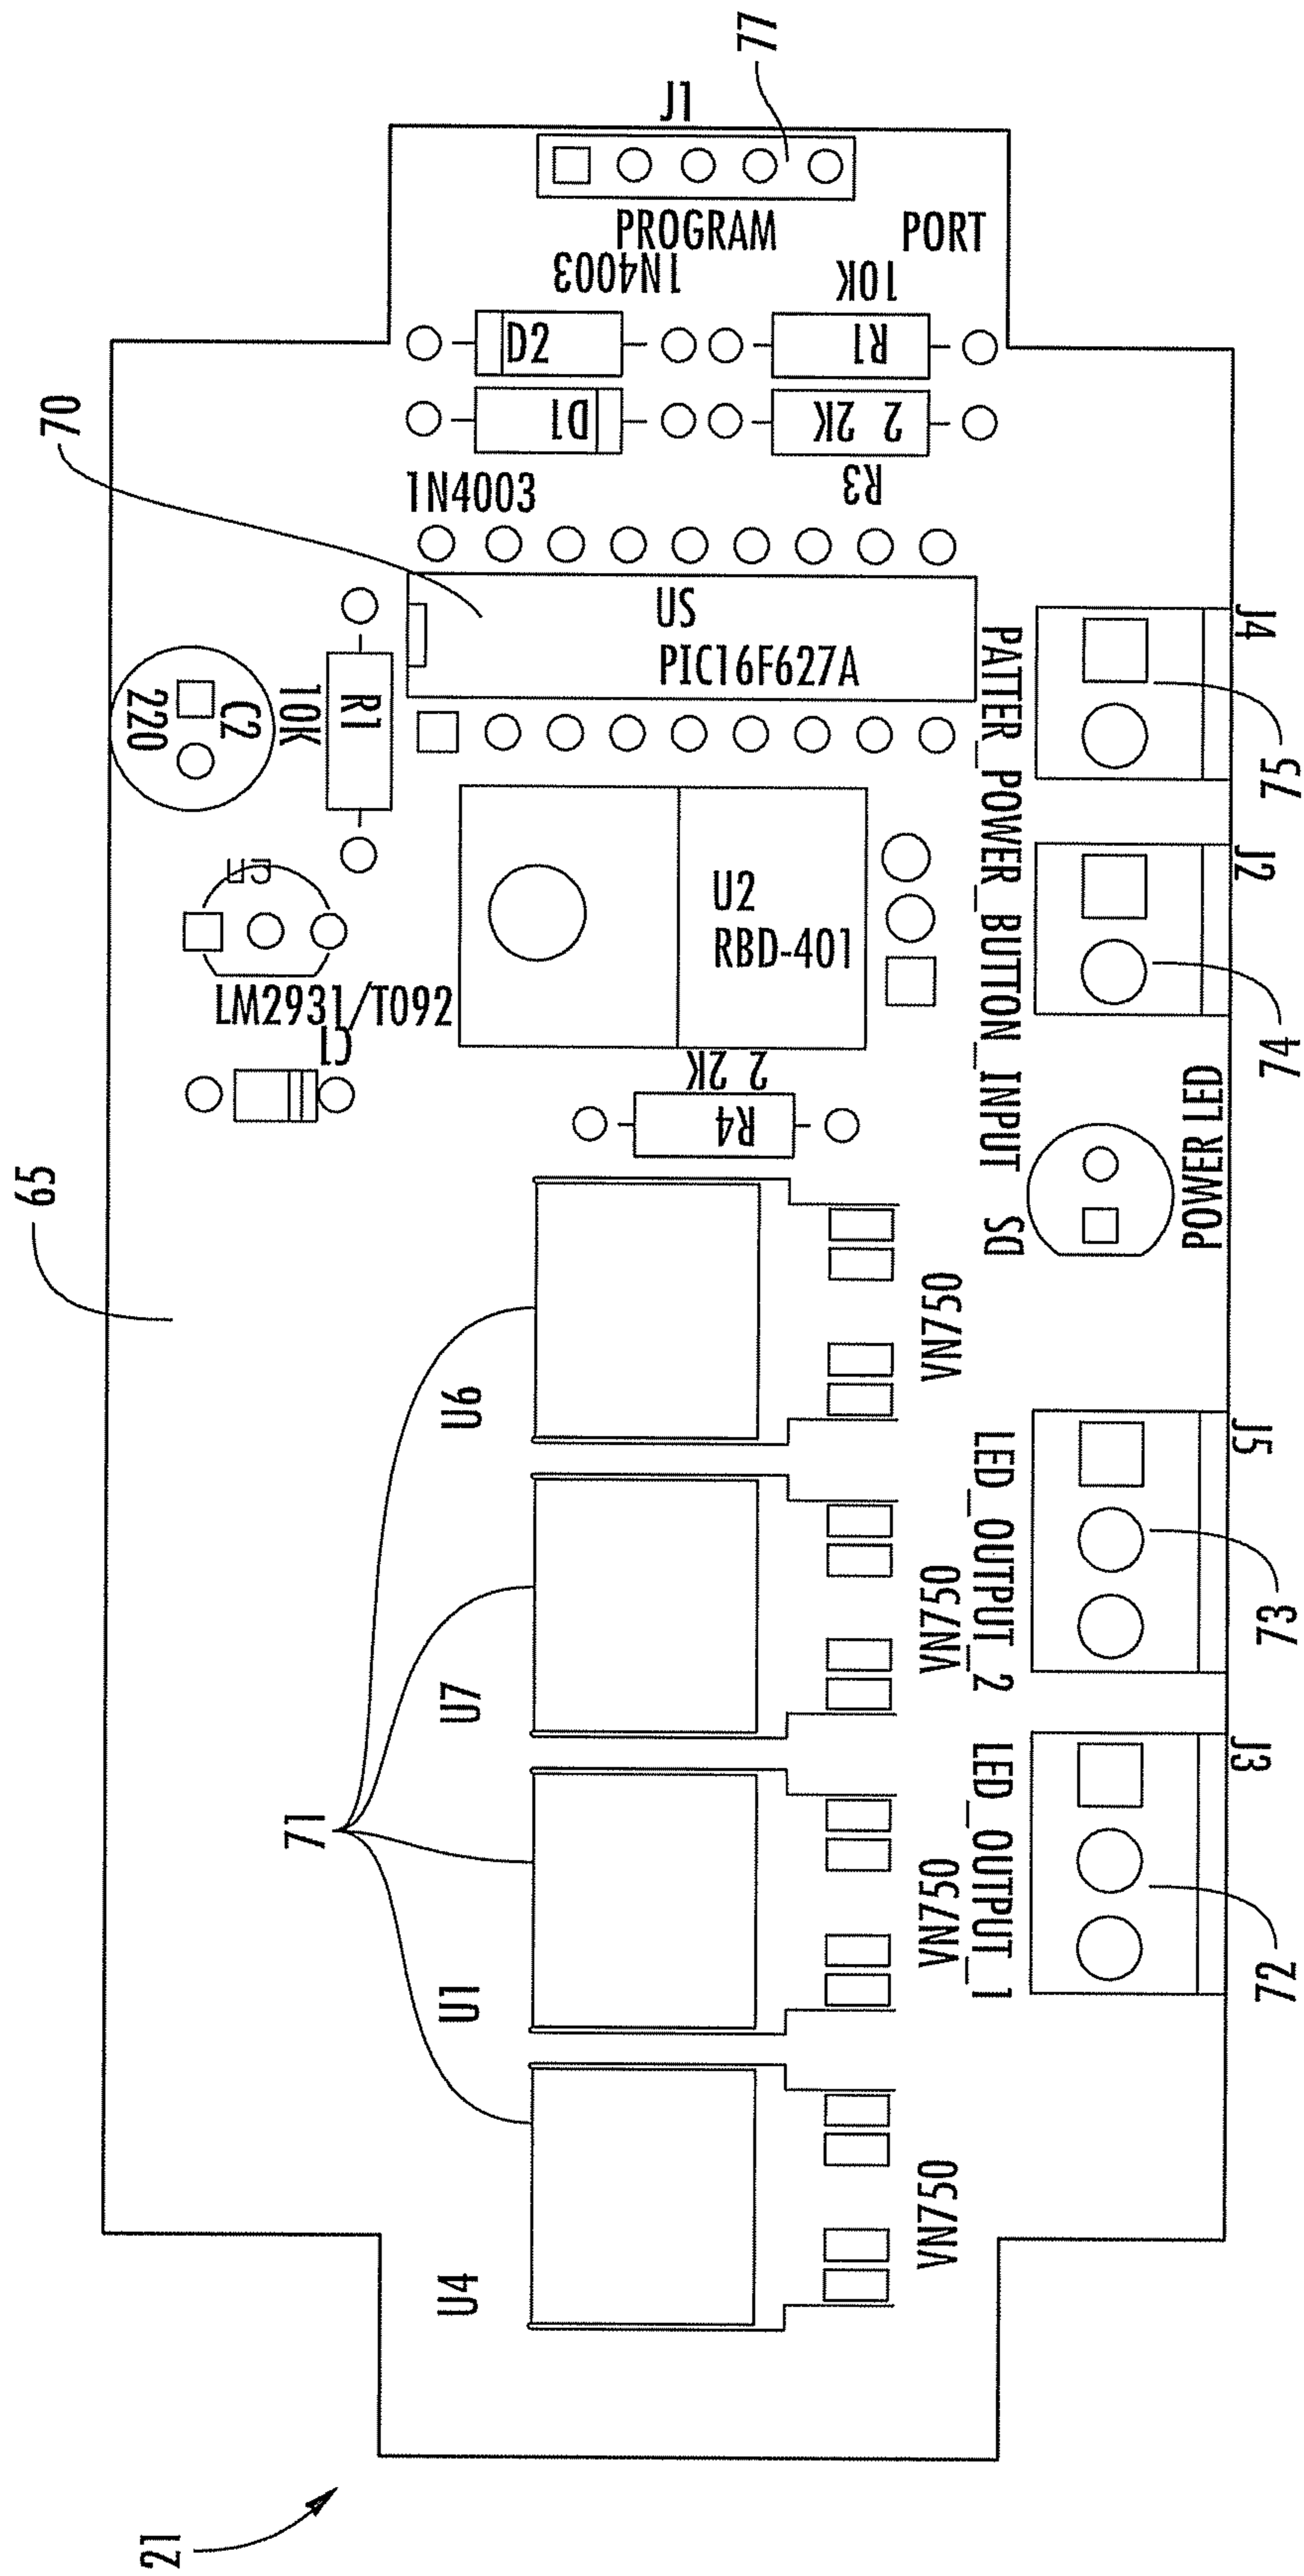 77
J1
PROGRAM
PORT
1N4003
10K
D2
R1
D1
2 2K
R3
1N4003
70
US
PIC16F627A
J4
75
PATTER_POWER_BUTTON_INPUT
R1
10K
C2
220
J2
74
U2
RBD-401
LM2931/T092
C1
2 2K
R4
POWER LED
65
VN750
U6
J5
LED_OUTPUT_2
73
VN750
U7
71
J3
LED_OUTPUT_1
72
VN750
U1
VN750
U4
21